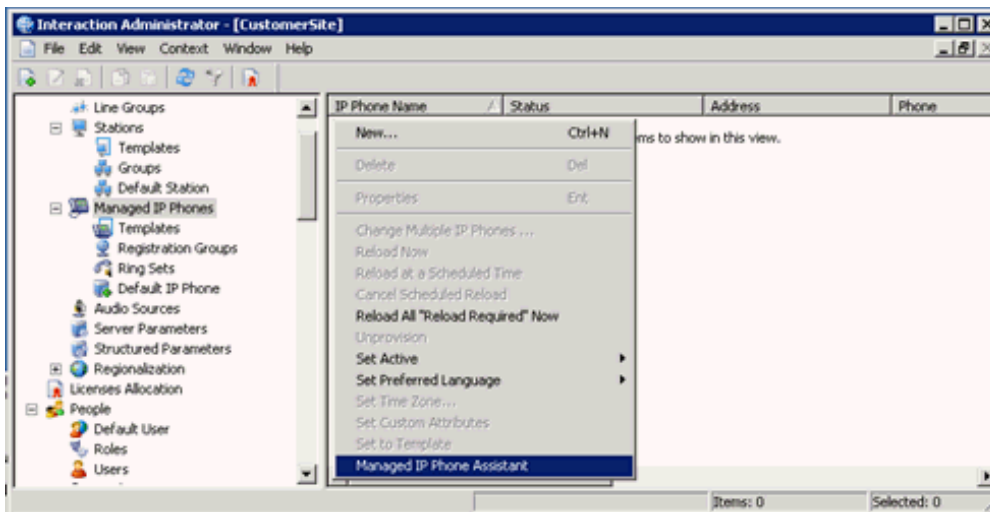 Interaction Administrator - [CustomerSite]
File Edit View Context Window Help
Line Groups
Stations
Templates
Groups
Default Station
Managed IP Phones
Templates
Registration Groups
Ring Sets
Default IP Phone
Audio Sources
Server Parameters
Structured Parameters
Regionalization
Licenses Allocation
People
Default User
Roles
Users
IP Phone Name Status Address Phone
ms to show in this view.
New... Ctrl+N
Delete Del
Properties Ent
Change Multiple IP Phones ...
Reload Now
Reload at a Scheduled Time
Cancel Scheduled Reload
Reload All "Reload Required" Now
Unprovision
Set Active
Set Preferred Language
Set Time Zone...
Set Custom Attributes
Set to Template
Managed IP Phone Assistant
Items: 0 Selected: 0